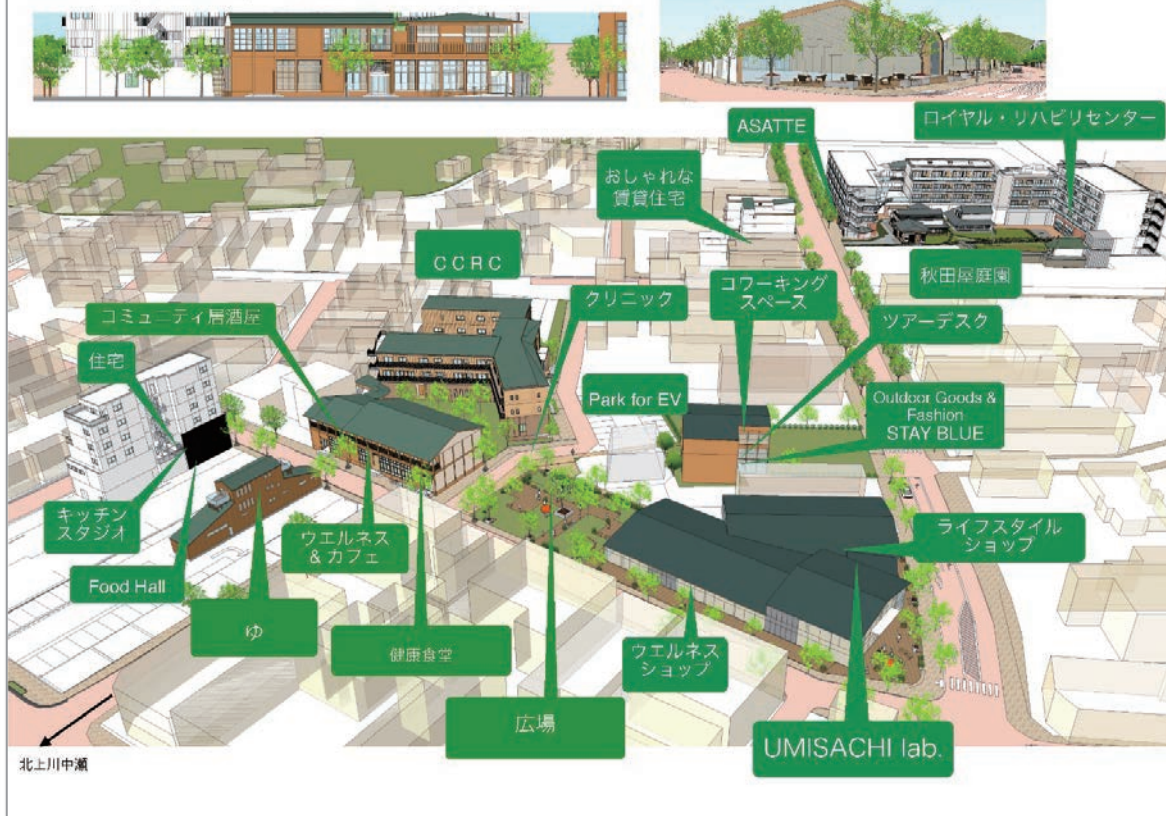 ASATTE
ロイヤル・リハビリセンター
おしゃれな
賃貸住宅
CCRC
秋田屋庭園
クリニック
コワーキング
スペース
コミュニティ居酒屋
ツアーデスク
住宅
Park for EV
Outdoor Goods &
Fashion
STAY BLUE
キッチン
スタジオ
ウエルネス
& カフェ
ライフスタイル
ショップ
Food Hall
ゆ
健康食堂
ウエルネス
ショップ
広場
UMISACHI lab.
北上川中瀬